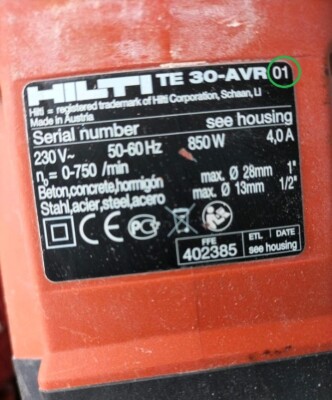 HILTI TE 30-AVR 01
Hilti = registered trademark of Hilti Corporation, Schaan, LI
Made in Austria
Serial number see housing
230 V~ 50-60 Hz 850 W 4,0 A
n₀ = 0-750 /min
Beton,concrete,hormigón max. Ø 28mm 1"
Stahl,acier,steel,acero max. Ø 13mm 1/2"
CE
FFE ETL DATE
402385 see housing